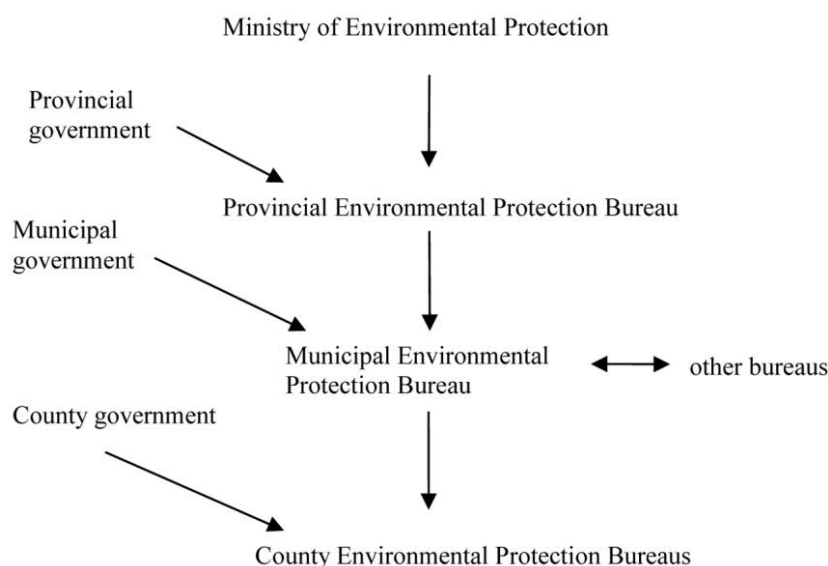 Ministry of Environmental Protection
Provincial
government
Provincial Environmental Protection Bureau
Municipal
government
Municipal Environmental
Protection Bureau
other bureaus
County government
County Environmental Protection Bureaus